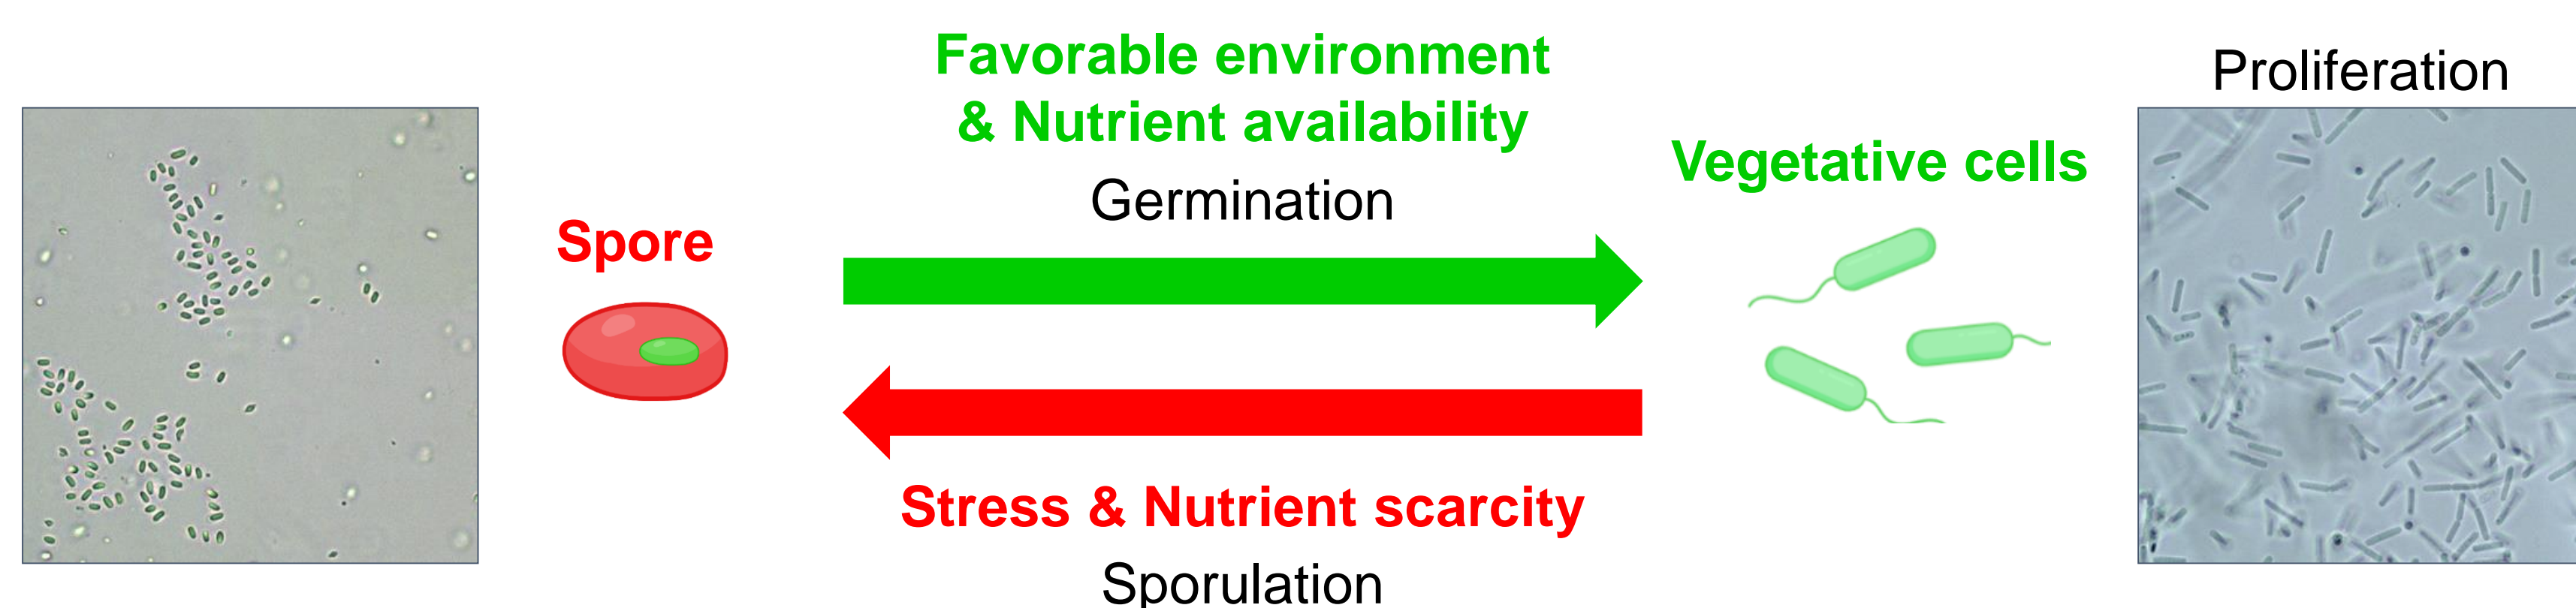 Favorable environment
& Nutrient availability
Germination
Spore
Vegetative cells
Proliferation
Stress & Nutrient scarcity
Sporulation